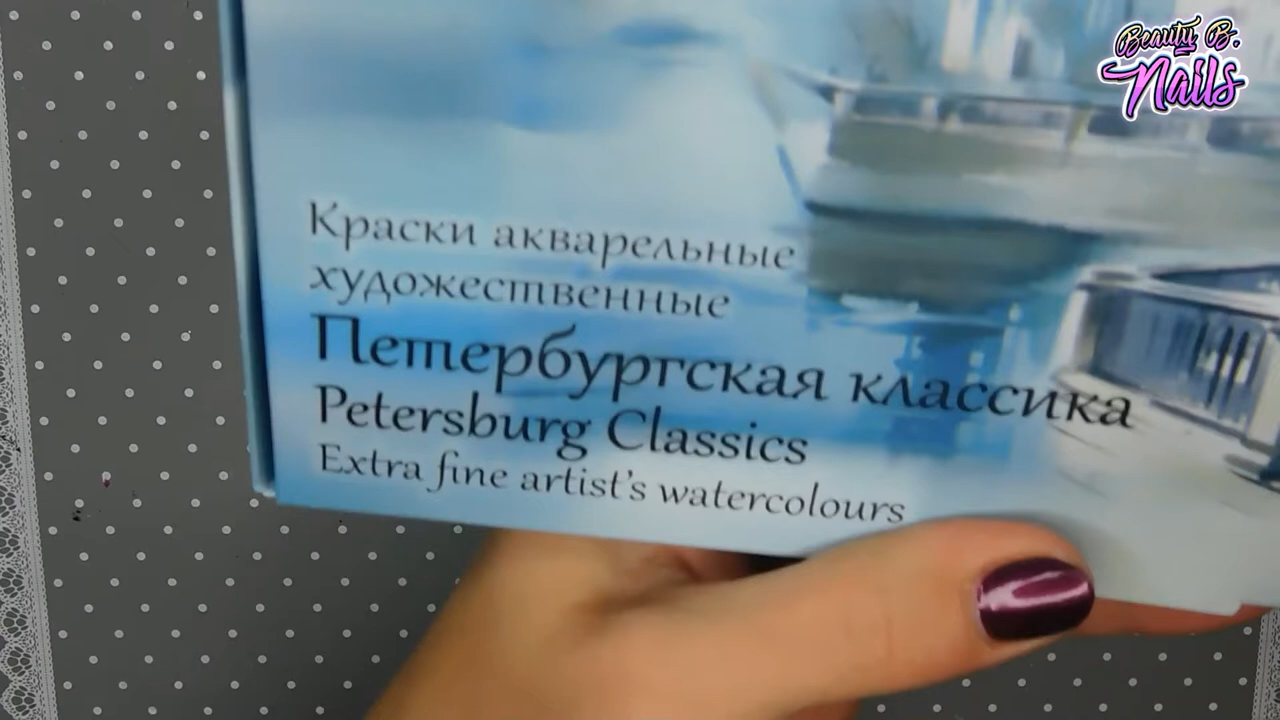 Beauty B.
Nails
Краски акварельные
художественные
Петербургская классика
Petersburg Classics
Extra fine artist's watercolours